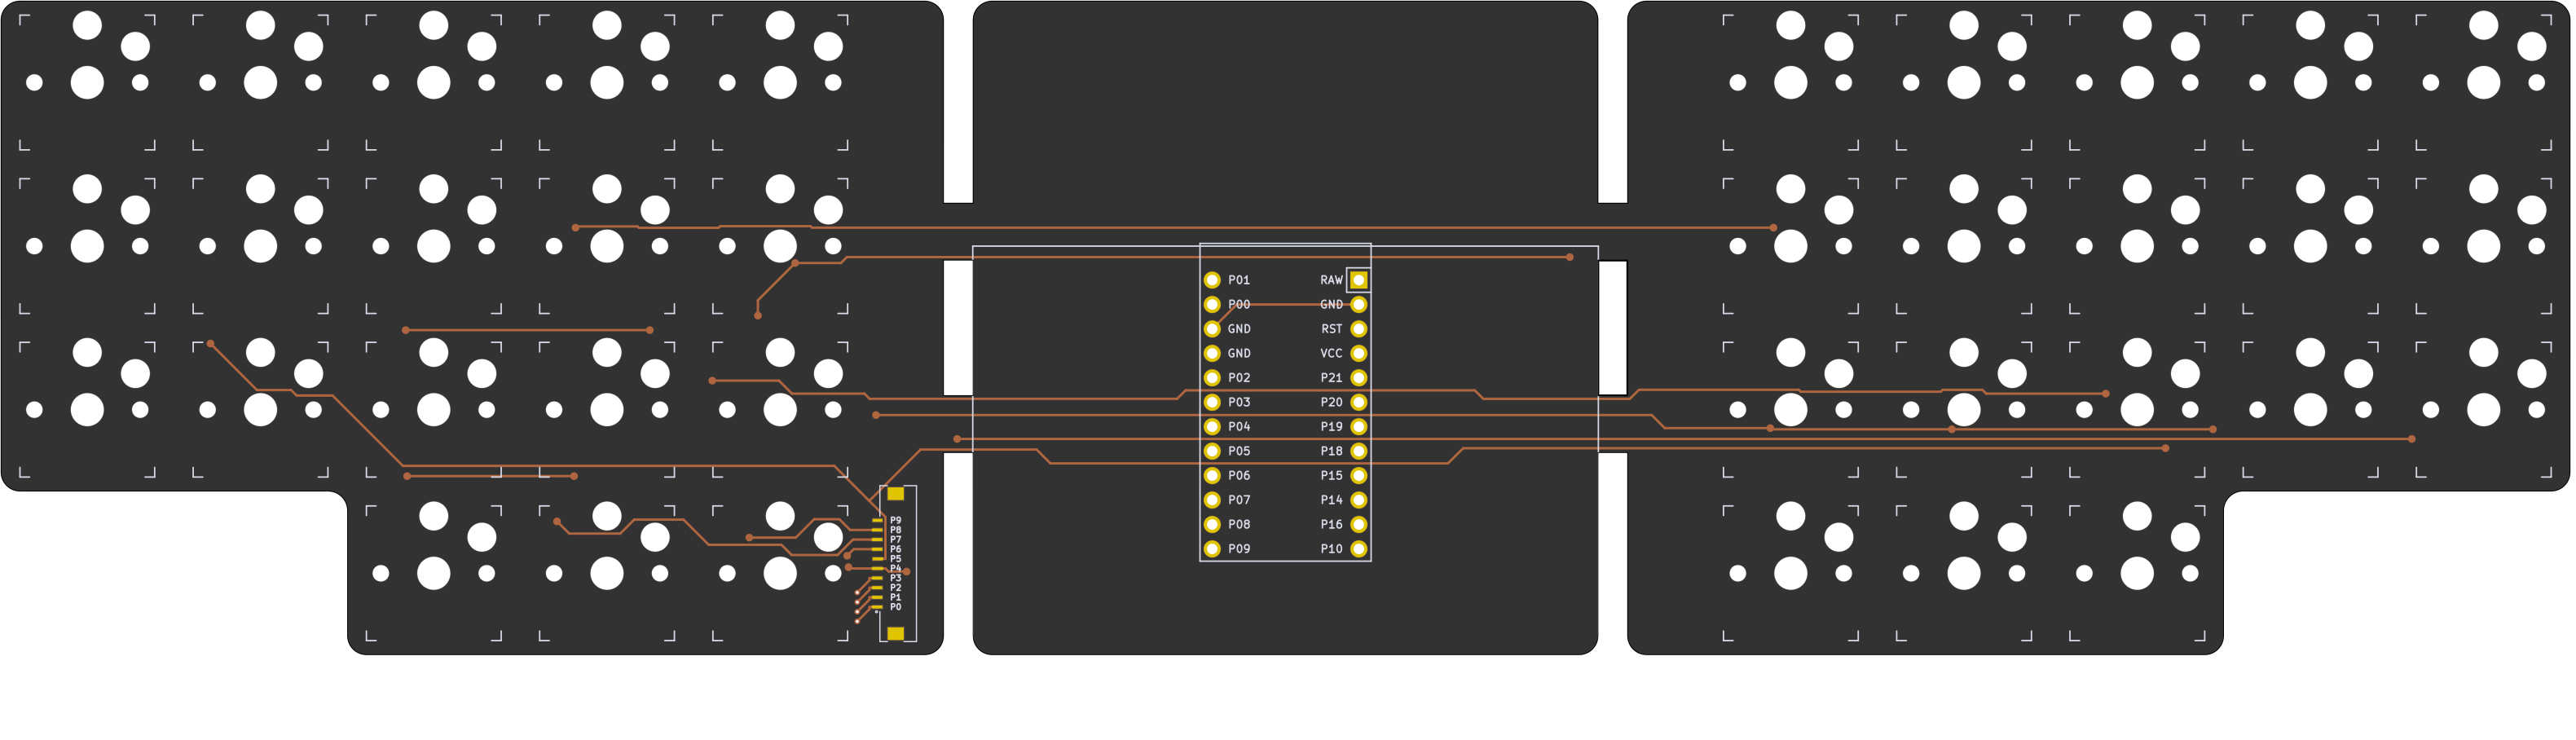 P01 RAW
P00 GND
GND RST
GND VCC
P02 P21
P03 P20
P04 P19
P05 P18
P06 P15
P07 P14
P08 P16
P09 P10
P9
P8
P7
P6
P5
P4
P3
P2
P1
P0